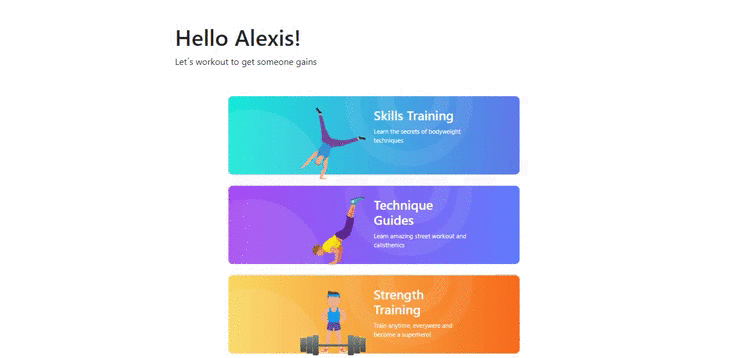 Hello Alexis!
Let´s workout to get someone gains
Skills Training
Learn the secrets of bodyweight
techniques
Technique
Guides
Learn amazing street workout and
calisthenics
Strength
Training
Train anytime, everywere and
become a superhero!